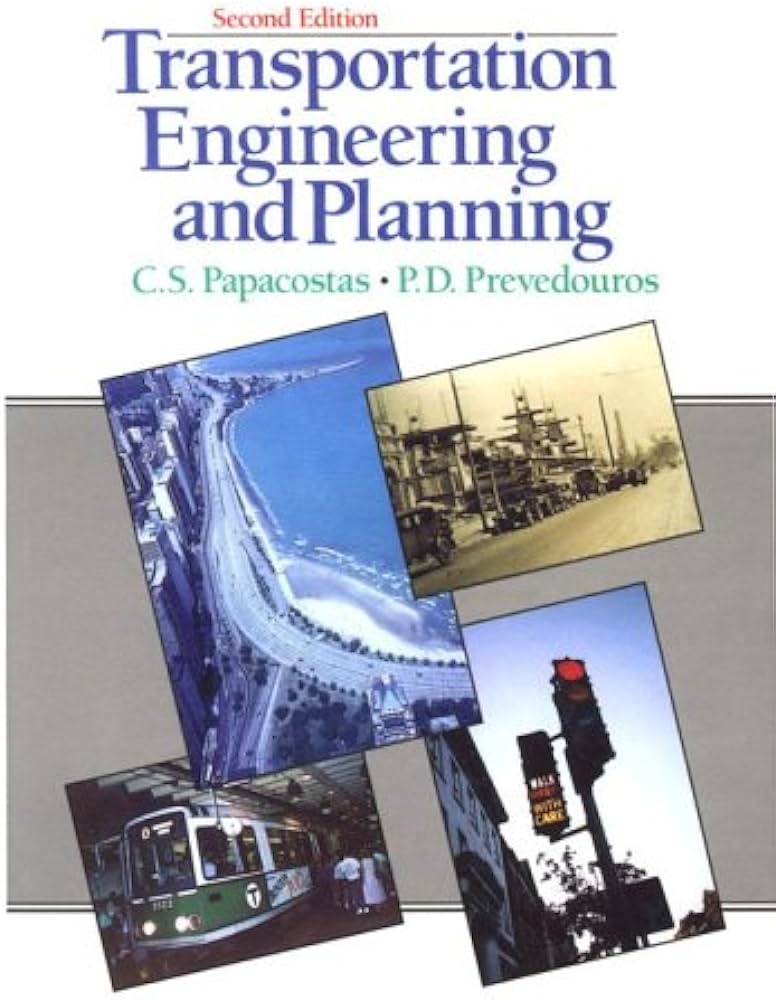 Second Edition
Transportation
Engineering
and Planning
C.S. Papacostas • P.D. Prevedouros
WALK
WITH
CARE
T